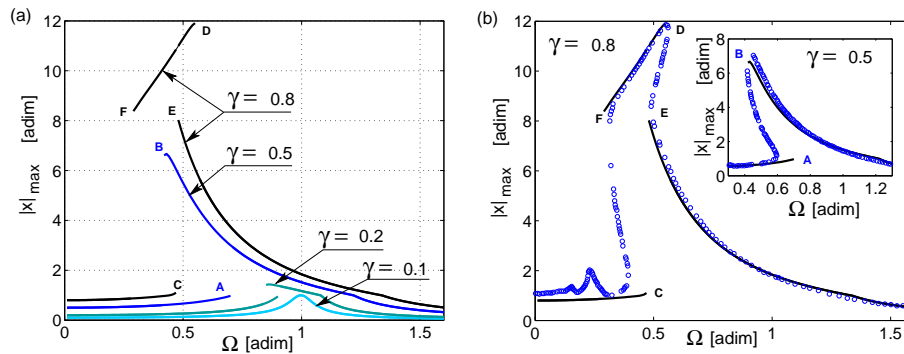 (a)
12
10
8
6
4
2
0
0
0.5
1
1.5
|x|max [adim]
Ω [adim]
D
F
E
B
C
A
γ = 0.8
γ = 0.5
γ = 0.2
γ = 0.1
(b)
12
10
8
6
4
2
0
0
0.5
1
1.5
|x|max [adim]
Ω [adim]
γ = 0.8
D
F
E
C
8
6
4
2
0
0.4
0.6
0.8
1
1.2
|x|max [adim]
Ω [adim]
γ = 0.5
B
A